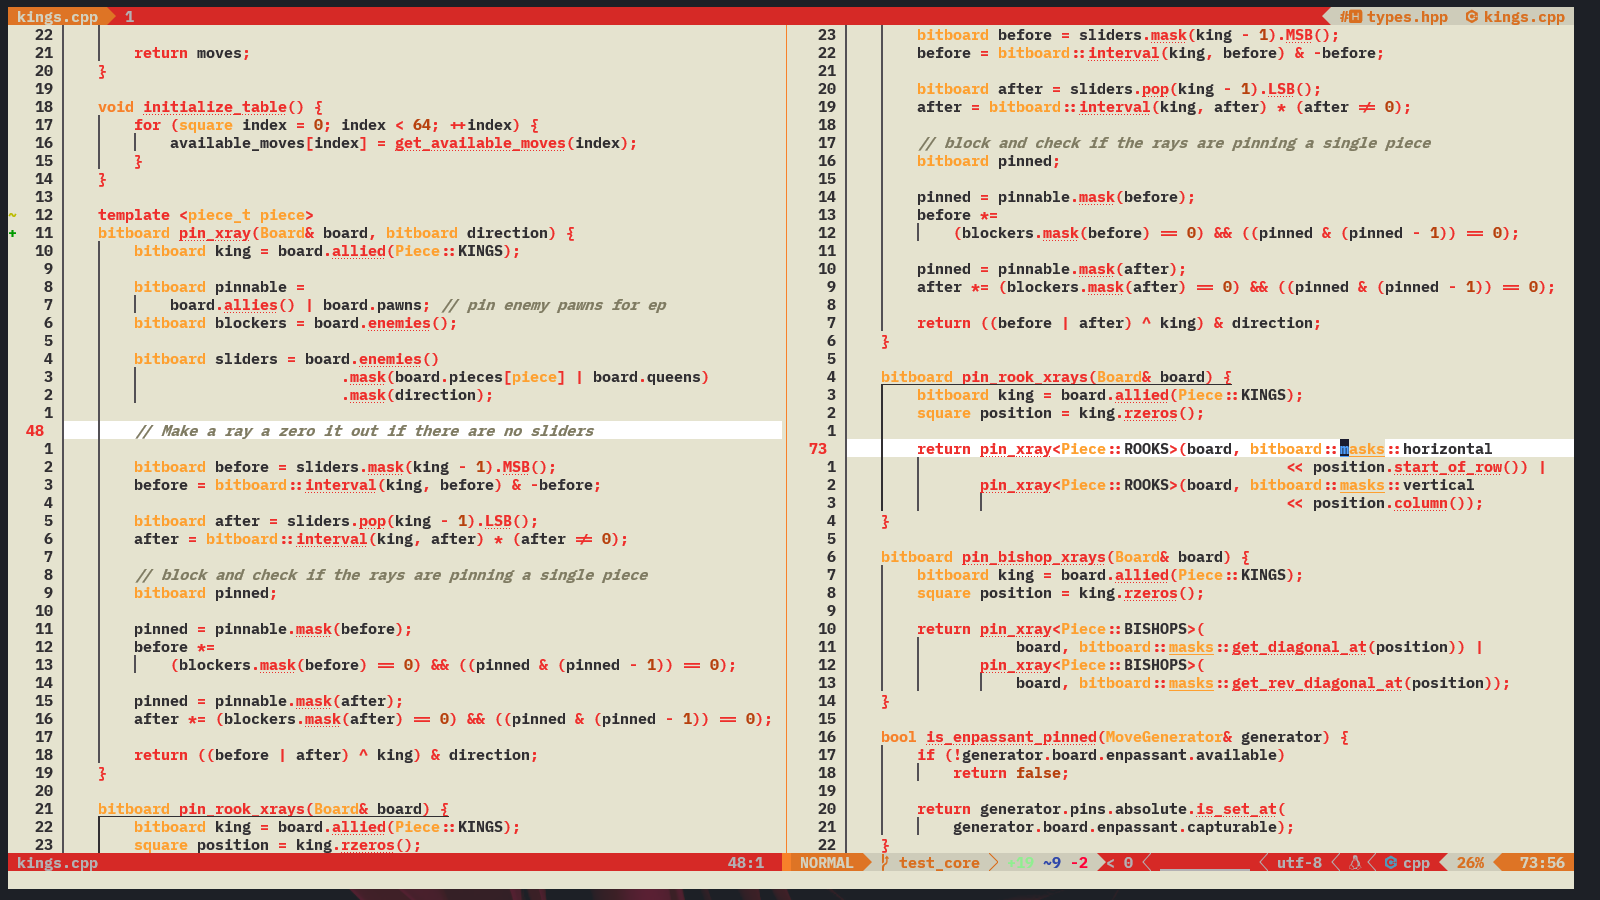 kings.cpp 1
22
21 return moves;
20 }
19
18 void initialize_table() {
17 for (square index = 0; index < 64; ++index) {
16 available_moves[index] = get_available_moves(index);
15 }
14 }
13
~ 12 template <piece_t piece>
+ 11 bitboard pin_xray(Board& board, bitboard direction) {
10 bitboard king = board.allied(Piece::KINGS);
9
8 bitboard pinnable =
7 board.allies() | board.pawns; // pin enemy pawns for ep
6 bitboard blockers = board.enemies();
5
4 bitboard sliders = board.enemies()
3 .mask(board.pieces[piece] | board.queens)
2 .mask(direction);
1
48 // Make a ray a zero it out if there are no sliders
1
2 bitboard before = sliders.mask(king - 1).MSB();
3 before = bitboard::interval(king, before) & -before;
4
5 bitboard after = sliders.pop(king - 1).LSB();
6 after = bitboard::interval(king, after) * (after != 0);
7
8 // block and check if the rays are pinning a single piece
9 bitboard pinned;
10
11 pinned = pinnable.mask(before);
12 before *=
13 (blockers.mask(before) == 0) && ((pinned & (pinned - 1)) == 0);
14
15 pinned = pinnable.mask(after);
16 after *= (blockers.mask(after) == 0) && ((pinned & (pinned - 1)) == 0);
17
18 return ((before | after) ^ king) & direction;
19 }
20
21 bitboard pin_rook_xrays(Board& board) {
22 bitboard king = board.allied(Piece::KINGS);
23 square position = king.rzeros();
kings.cpp 48:1
# H types.hpp kings.cpp
23 bitboard before = sliders.mask(king - 1).MSB();
22 before = bitboard::interval(king, before) & -before;
21
20 bitboard after = sliders.pop(king - 1).LSB();
19 after = bitboard::interval(king, after) * (after != 0);
18
17 // block and check if the rays are pinning a single piece
16 bitboard pinned;
15
14 pinned = pinnable.mask(before);
13 before *=
12 (blockers.mask(before) == 0) && ((pinned & (pinned - 1)) == 0);
11
10 pinned = pinnable.mask(after);
9 after *= (blockers.mask(after) == 0) && ((pinned & (pinned - 1)) == 0);
8
7 return ((before | after) ^ king) & direction;
6 }
5
4 bitboard pin_rook_xrays(Board& board) {
3 bitboard king = board.allied(Piece::KINGS);
2 square position = king.rzeros();
1
73 return pin_xray<Piece::ROOKS>(board, bitboard::masks::horizontal
1 << position.start_of_row()) |
2 pin_xray<Piece::ROOKS>(board, bitboard::masks::vertical
3 << position.column());
4 }
5
6 bitboard pin_bishop_xrays(Board& board) {
7 bitboard king = board.allied(Piece::KINGS);
8 square position = king.rzeros();
9
10 return pin_xray<Piece::BISHOPS>(
11 board, bitboard::masks::get_diagonal_at(position)) |
12 pin_xray<Piece::BISHOPS>(
13 board, bitboard::masks::get_rev_diagonal_at(position));
14 }
15
16 bool is_enpassant_pinned(MoveGenerator& generator) {
17 if (!generator.board.enpassant.available)
18 return false;
19
20 return generator.pins.absolute.is_set_at(
21 generator.board.enpassant.capturable);
22 }
NORMAL test_core ~9 -2 < 0 utf-8 cpp 26% 73:56